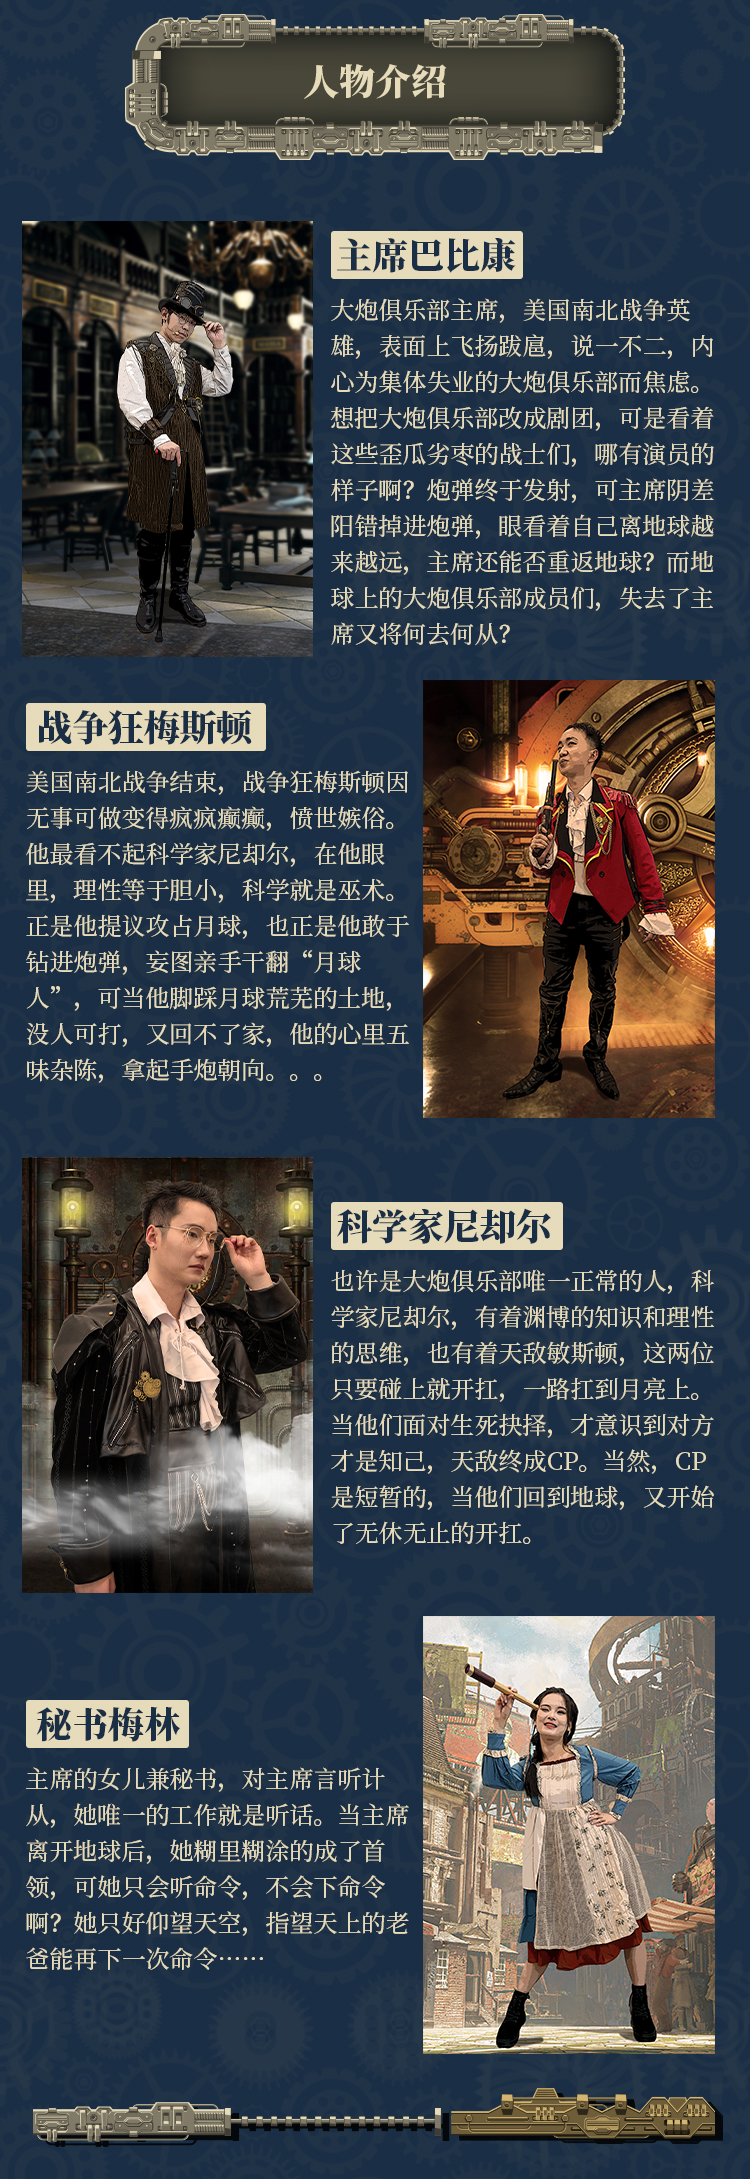 人物介绍
主席巴比康
大炮俱乐部主席，美国南北战争英
雄，表面上飞扬跋扈，说一不二，内
心为集体失业的大炮俱乐部而焦虑。
想把大炮俱乐部改成剧团，可是看着
这些歪瓜劣枣的战士们，哪有演员的
样子啊？炮弹终于发射，可主席阴差
阳错掉进炮弹，眼看着自己离地球越
来越远，主席还能否重返地球？而地
球上的大炮俱乐部成员们，失去了主
席又将何去何从？
战争狂梅斯顿
美国南北战争结束，战争狂梅斯顿因
无事可做变得疯疯癫癫，愤世嫉俗。
他最看不起科学家尼却尔，在他眼
里，理性等于胆小，科学就是巫术。
正是他提议攻占月球，也正是他敢于
钻进炮弹，妄图亲手干翻“月球
人”，可当他脚踩月球荒芜的土地，
没人可打，又回不了家，他的心里五
味杂陈，拿起手炮朝向。。。
科学家尼却尔
也许是大炮俱乐部唯一正常的人，科
学家尼却尔，有着渊博的知识和理性
的思维，也有着天敌敏斯顿，这两位
只要碰上就开扛，一路扛到月亮上。
当他们面对生死抉择，才意识到对方
才是知己，天敌终成CP。当然，CP
是短暂的，当他们回到地球，又开始
了无休无止的开扛。
秘书梅林
主席的女儿兼秘书，对主席言听计
从，她唯一的工作就是听话。当主席
离开地球后，她糊里糊涂的成了首
领，可她只会听命令，不会下命令
啊？她只好仰望天空，指望天上的老
爸能再下一次命令……